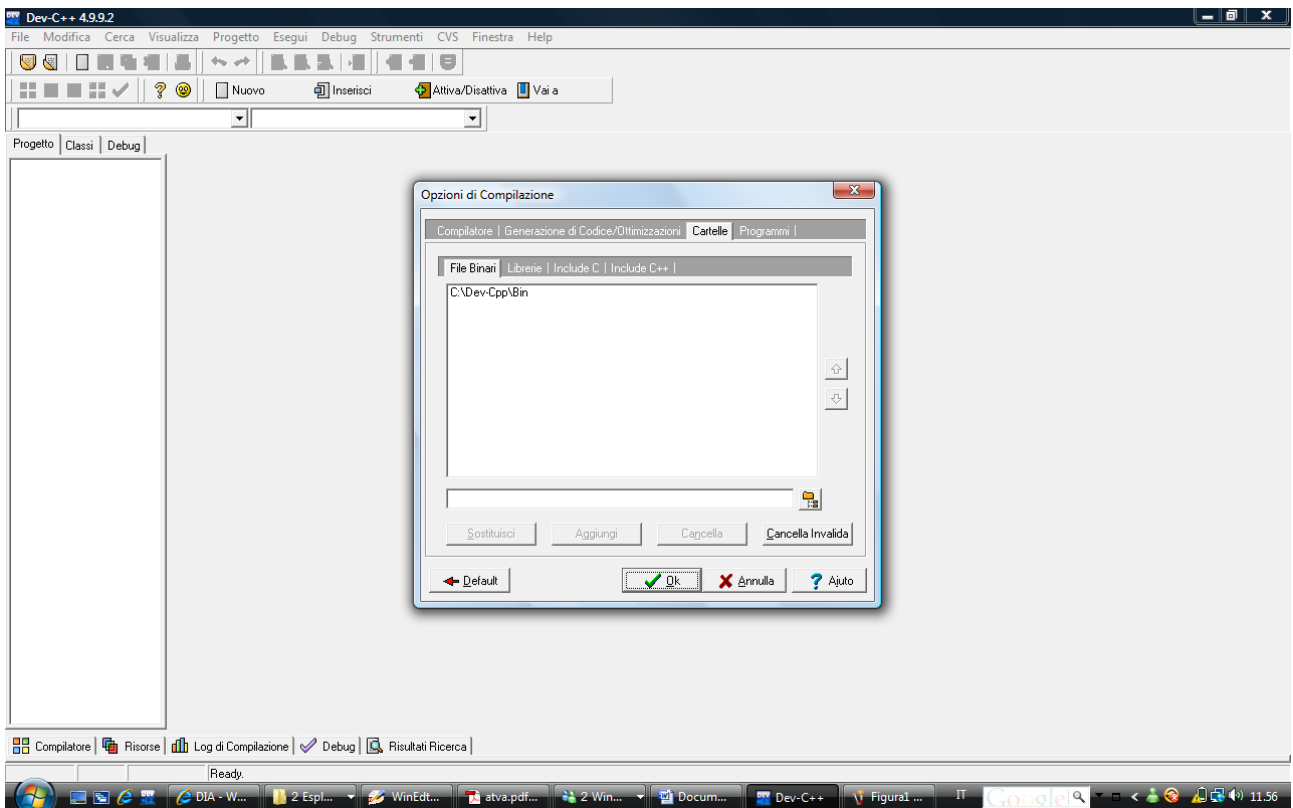 Dev-C++ 4.9.9.2
File Modifica Cerca Visualizza Progetto Esegui Debug Strumenti CVS Finestra Help
Nuovo Inserisci Attiva/Disattiva Vai a
Progetto Classi Debug
Opzioni di Compilazione
Compilatore Generazione di Codice/Ottimizzazioni Cartelle Programmi
File Binari Librerie Include C Include C++
C:\Dev-Cpp\Bin
Sostituisci Aggiungi Cancella Cancella Invalida
Default Ok Annulla Aiuto
Compilatore Risorse Log di Compilazione Debug Risultati Ricerca
Ready.
DIA - W... 2 Espl... WinEdt... atva.pdf... 2 Win... Docum... Dev-C++ Figura1 ... IT Google 11.56